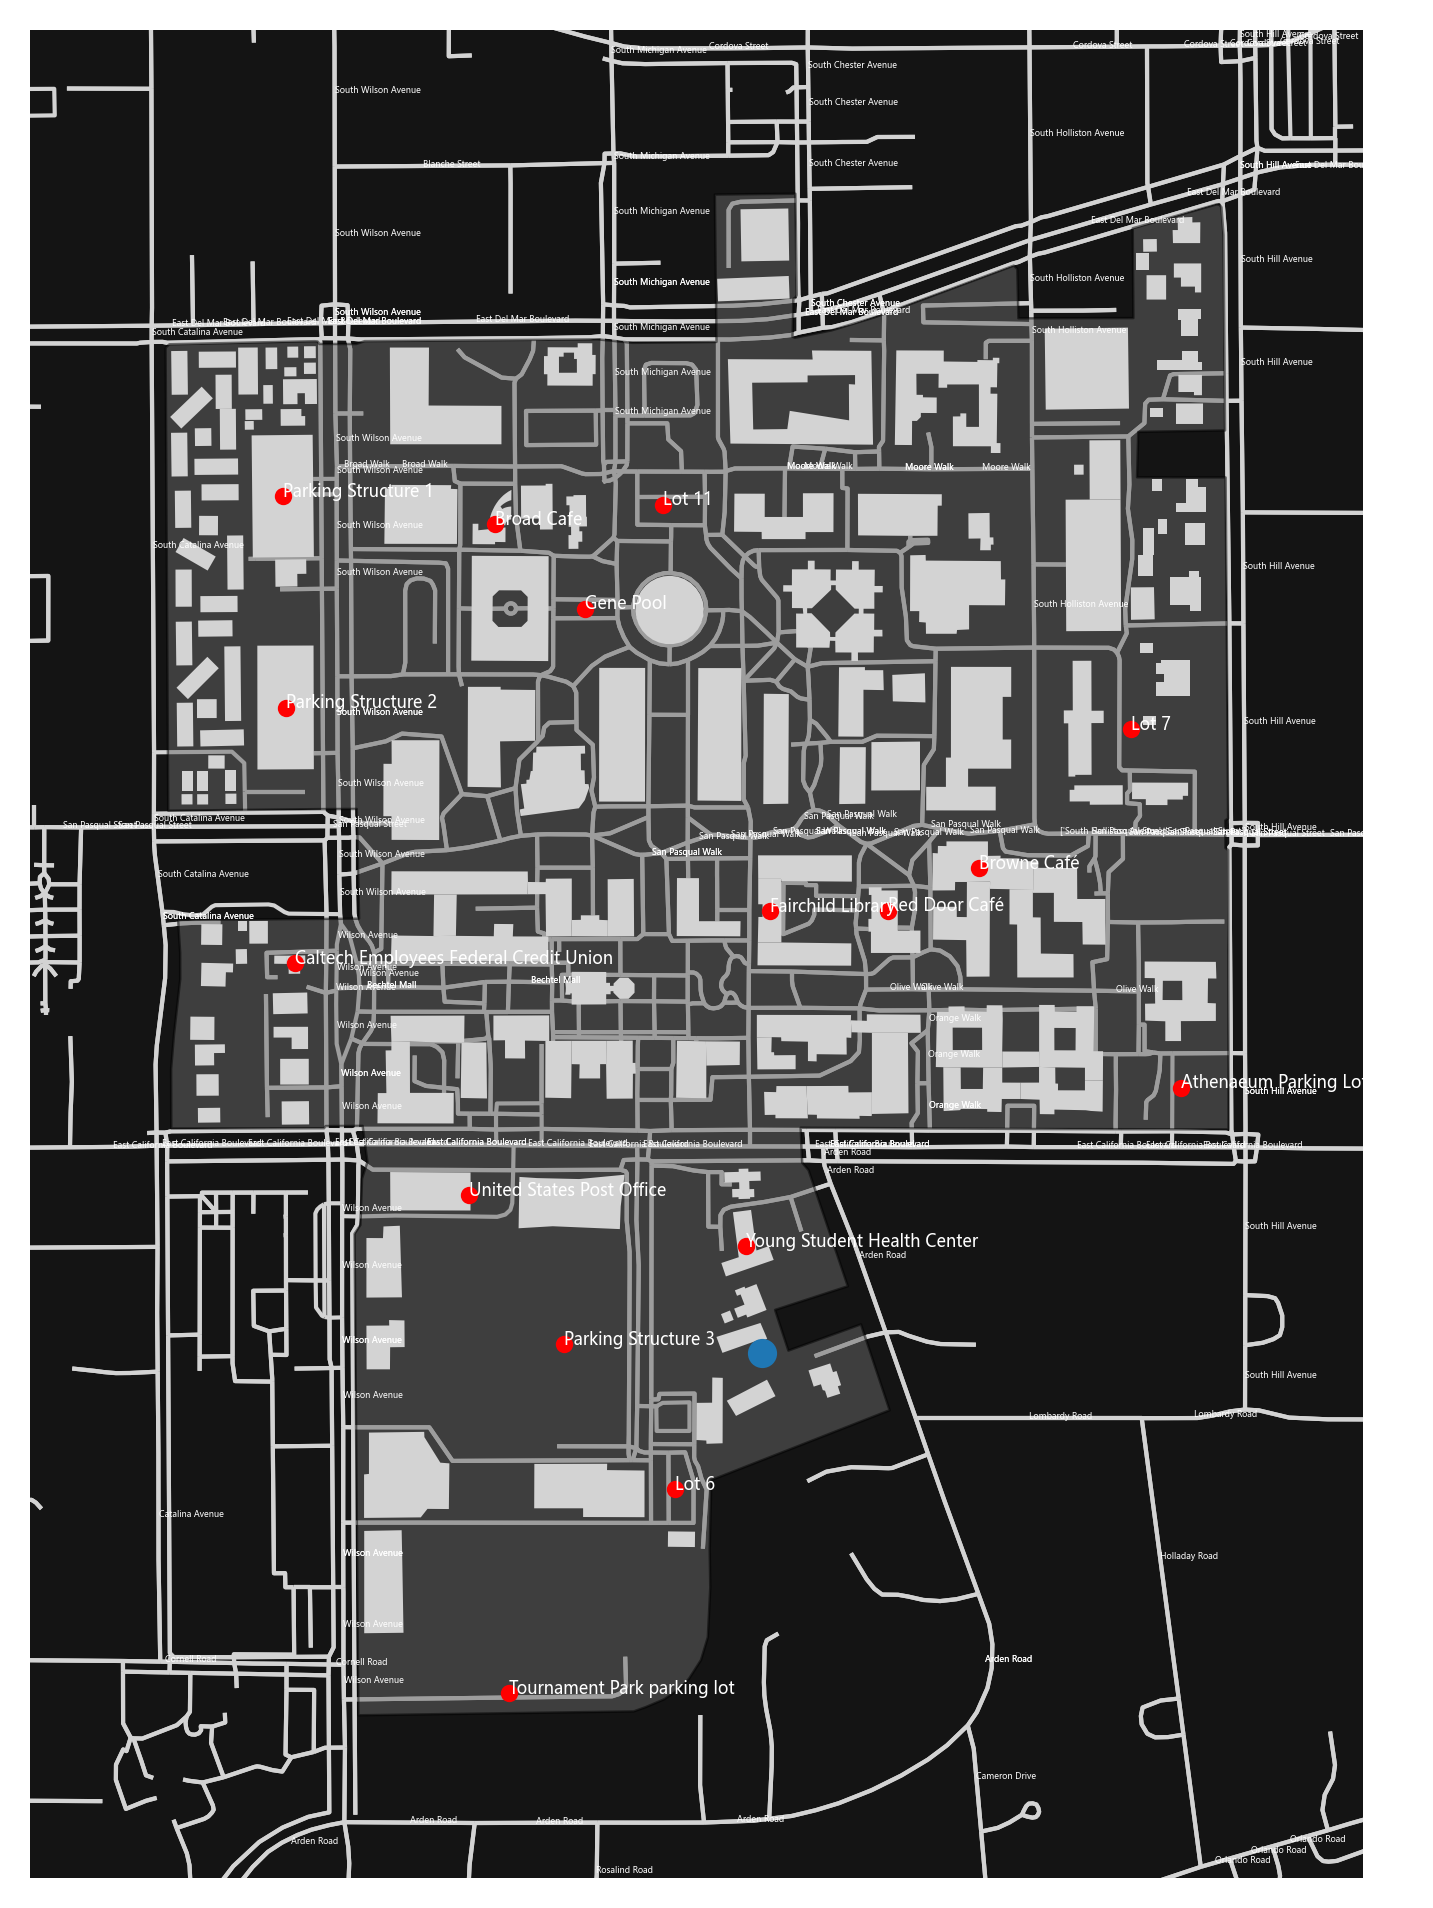 South Michigan Avenue
Cordova Street
Cordova Street
South Hill Avenue
Cordova Street
South Chester Avenue
South Wilson Avenue
South Chester Avenue
South Holliston Avenue
South Michigan Avenue
Blanche Street
South Chester Avenue
South Hill Avenue
East Del Mar Boulevard
South Michigan Avenue
East Del Mar Boulevard
South Wilson Avenue
South Hill Avenue
South Michigan Avenue
South Holliston Avenue
South Chester Avenue
South Wilson Avenue
East Del Mar Boulevard
East Del Mar Boulevard
East Del Mar Boulevard
South Catalina Avenue
South Michigan Avenue
South Holliston Avenue
South Michigan Avenue
South Hill Avenue
South Michigan Avenue
South Wilson Avenue
Broad Walk
Broad Walk
South Wilson Avenue
Moore Walk
Moore Walk
Moore Walk
Parking Structure 1
Lot 11
Broad Cafe
South Wilson Avenue
South Catalina Avenue
South Wilson Avenue
South Hill Avenue
Gene Pool
South Holliston Avenue
Parking Structure 2
South Wilson Avenue
Lot 7
South Hill Avenue
South Wilson Avenue
South Catalina Avenue
South Wilson Avenue
San Pasqual Walk
San Pasqual Street
San Pasqual Street
San Pasqual Walk
San Pasqual Walk
San Pasqual Walk
South Hill Avenue
San Pasqual Walk
South Wilson Avenue
San Pasqual Walk
Browne Café
South Catalina Avenue
South Wilson Avenue
Fairchild Library
Red Door Café
South Catalina Avenue
Wilson Avenue
Caltech Employees Federal Credit Union
Wilson Avenue
Wilson Avenue
Bechtel Mall
Wilson Avenue
Bechtel Mall
Olive Walk
Olive Walk
Olive Walk
Orange Walk
Wilson Avenue
Orange Walk
Wilson Avenue
Athenaeum Parking Lot
South Hill Avenue
Wilson Avenue
Orange Walk
East California Boulevard
East California Boulevard
East California Boulevard
East California Boulevard
East California Boulevard
East California Boulevard
Arden Road
Arden Road
United States Post Office
Wilson Avenue
South Hill Avenue
Young Student Health Center
Arden Road
Wilson Avenue
Parking Structure 3
Wilson Avenue
South Hill Avenue
Wilson Avenue
Lombardy Road
Lombardy Road
Lot 6
Catalina Avenue
Wilson Avenue
Holladay Road
Wilson Avenue
Cornell Road
Cornell Road
Arden Road
Wilson Avenue
Tournament Park parking lot
Cameron Drive
Arden Road
Arden Road
Arden Road
Arden Road
Orlando Road
Orlando Road
Orlando Road
Rosalind Road